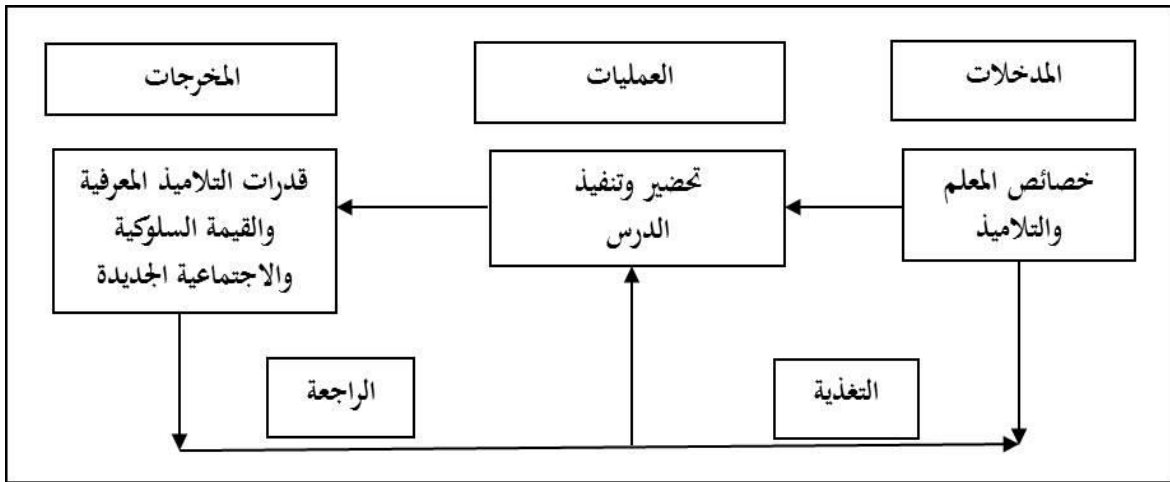 المدخلات
العمليات
المخرجات
خصائص المعلم
والتلاميذ
تحضير وتنفيذ
الدرس
قدرات التلاميذ المعرفية
والقيمة السلوكية
والاجتماعية الجديدة
التغذية
الراجعة